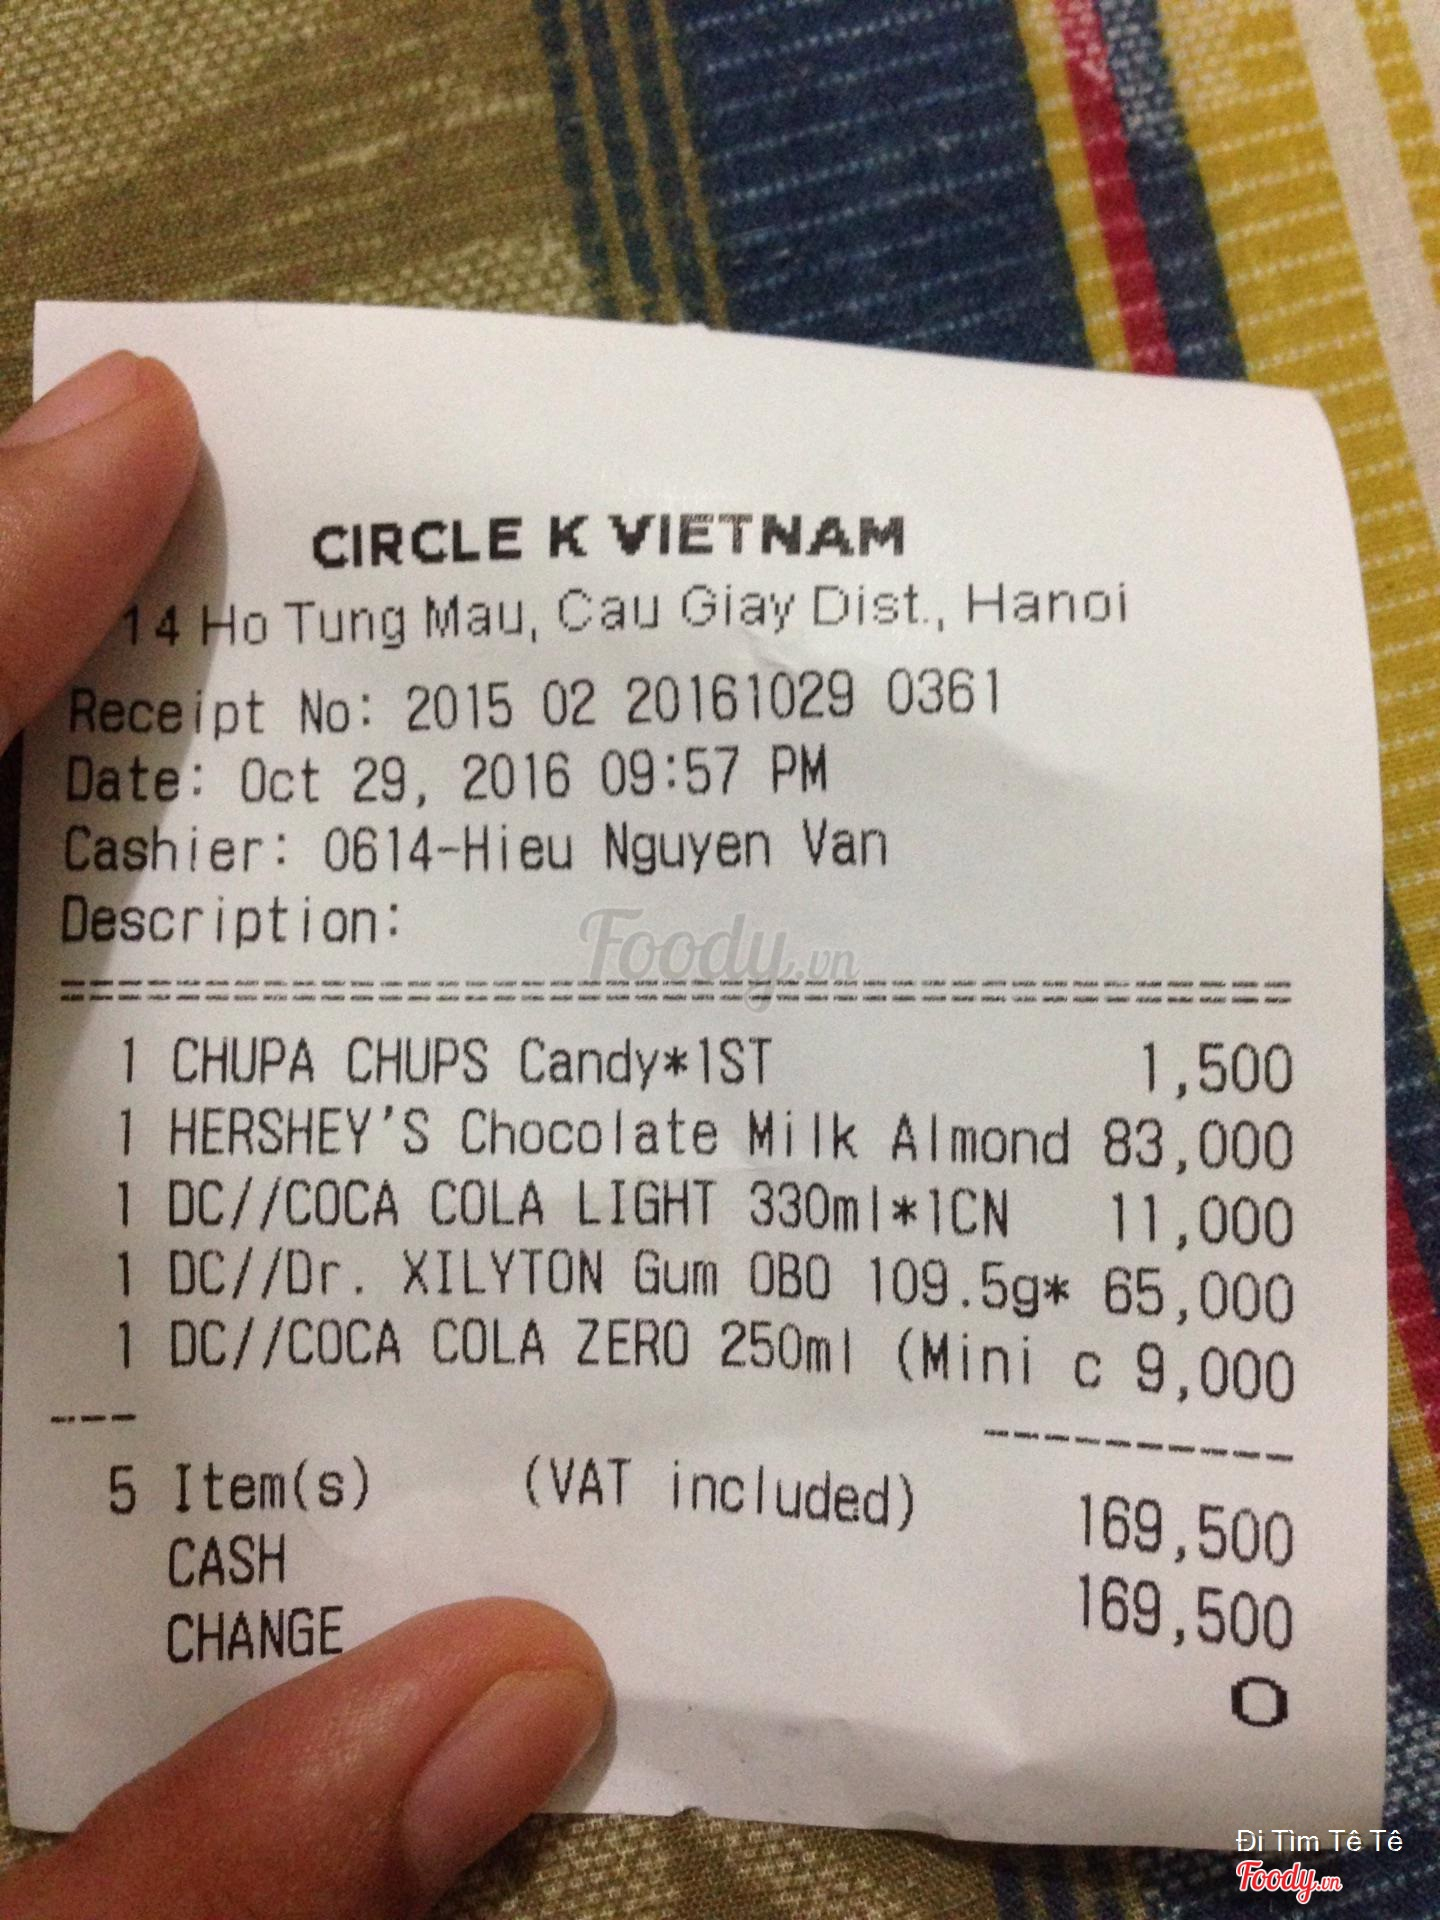 CIRCLE K VIETNAM
14 Ho Tung Mau, Cau Giay Dist., Hanoi
Receipt No: 2015 02 20161029 0361
Date: Oct 29, 2016 09:57 PM
Cashier: 0614-Hieu Nguyen Van
Description:
Foody.vn
1 CHUPA CHUPS Candy*1ST 1,500
1 HERSHEY'S Chocolate Milk Almond 83,000
1 DC//COCA COLA LIGHT 330ml*1CN 11,000
1 DC//Dr. XILYTON Gum OBO 109.5g* 65,000
1 DC//COCA COLA ZERO 250ml (Mini c 9,000
5 Item(s) (VAT included) 169,500
CASH 169,500
CHANGE 0
Đi Tìm Tê Tê
Foody.vn